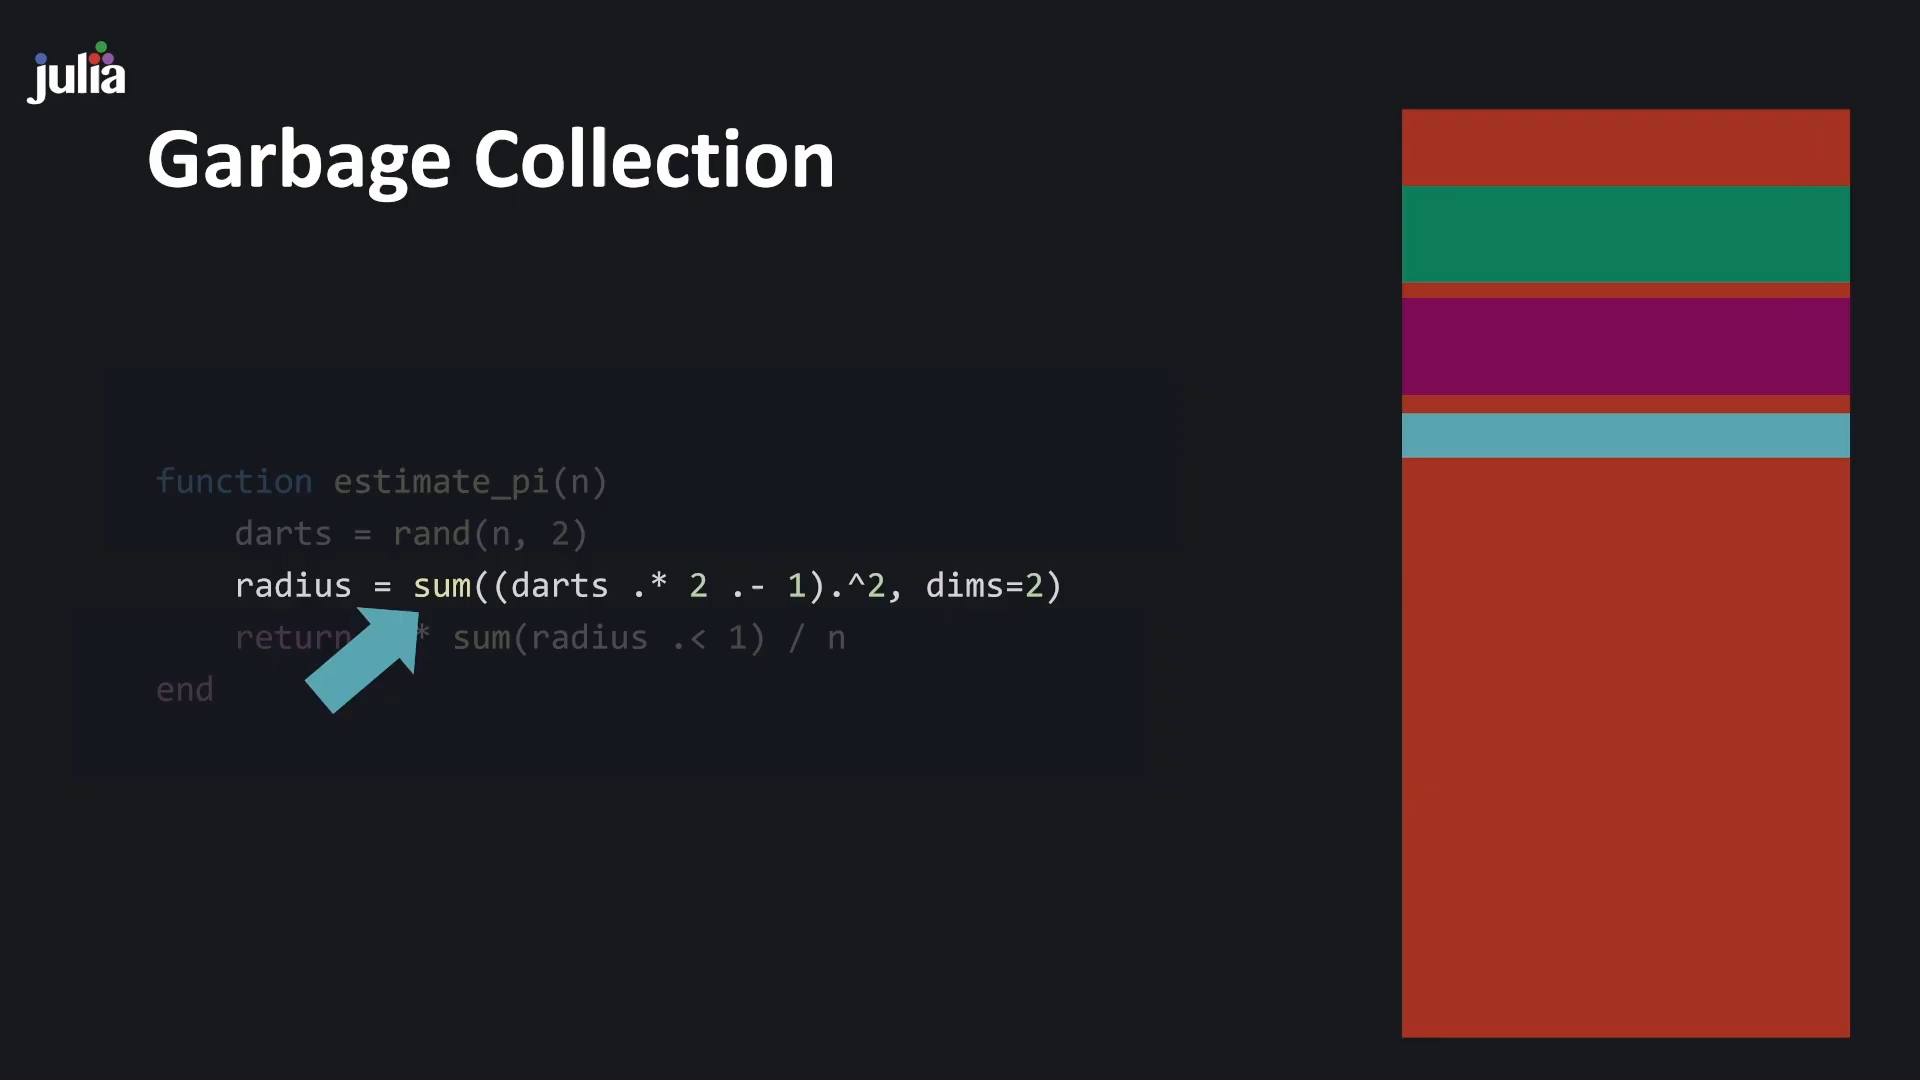 julia
Garbage Collection
function estimate_pi(n)
    darts = rand(n, 2)
    radius = sum((darts .* 2 .- 1).^2, dims=2)
    return * sum(radius .< 1) / n
end